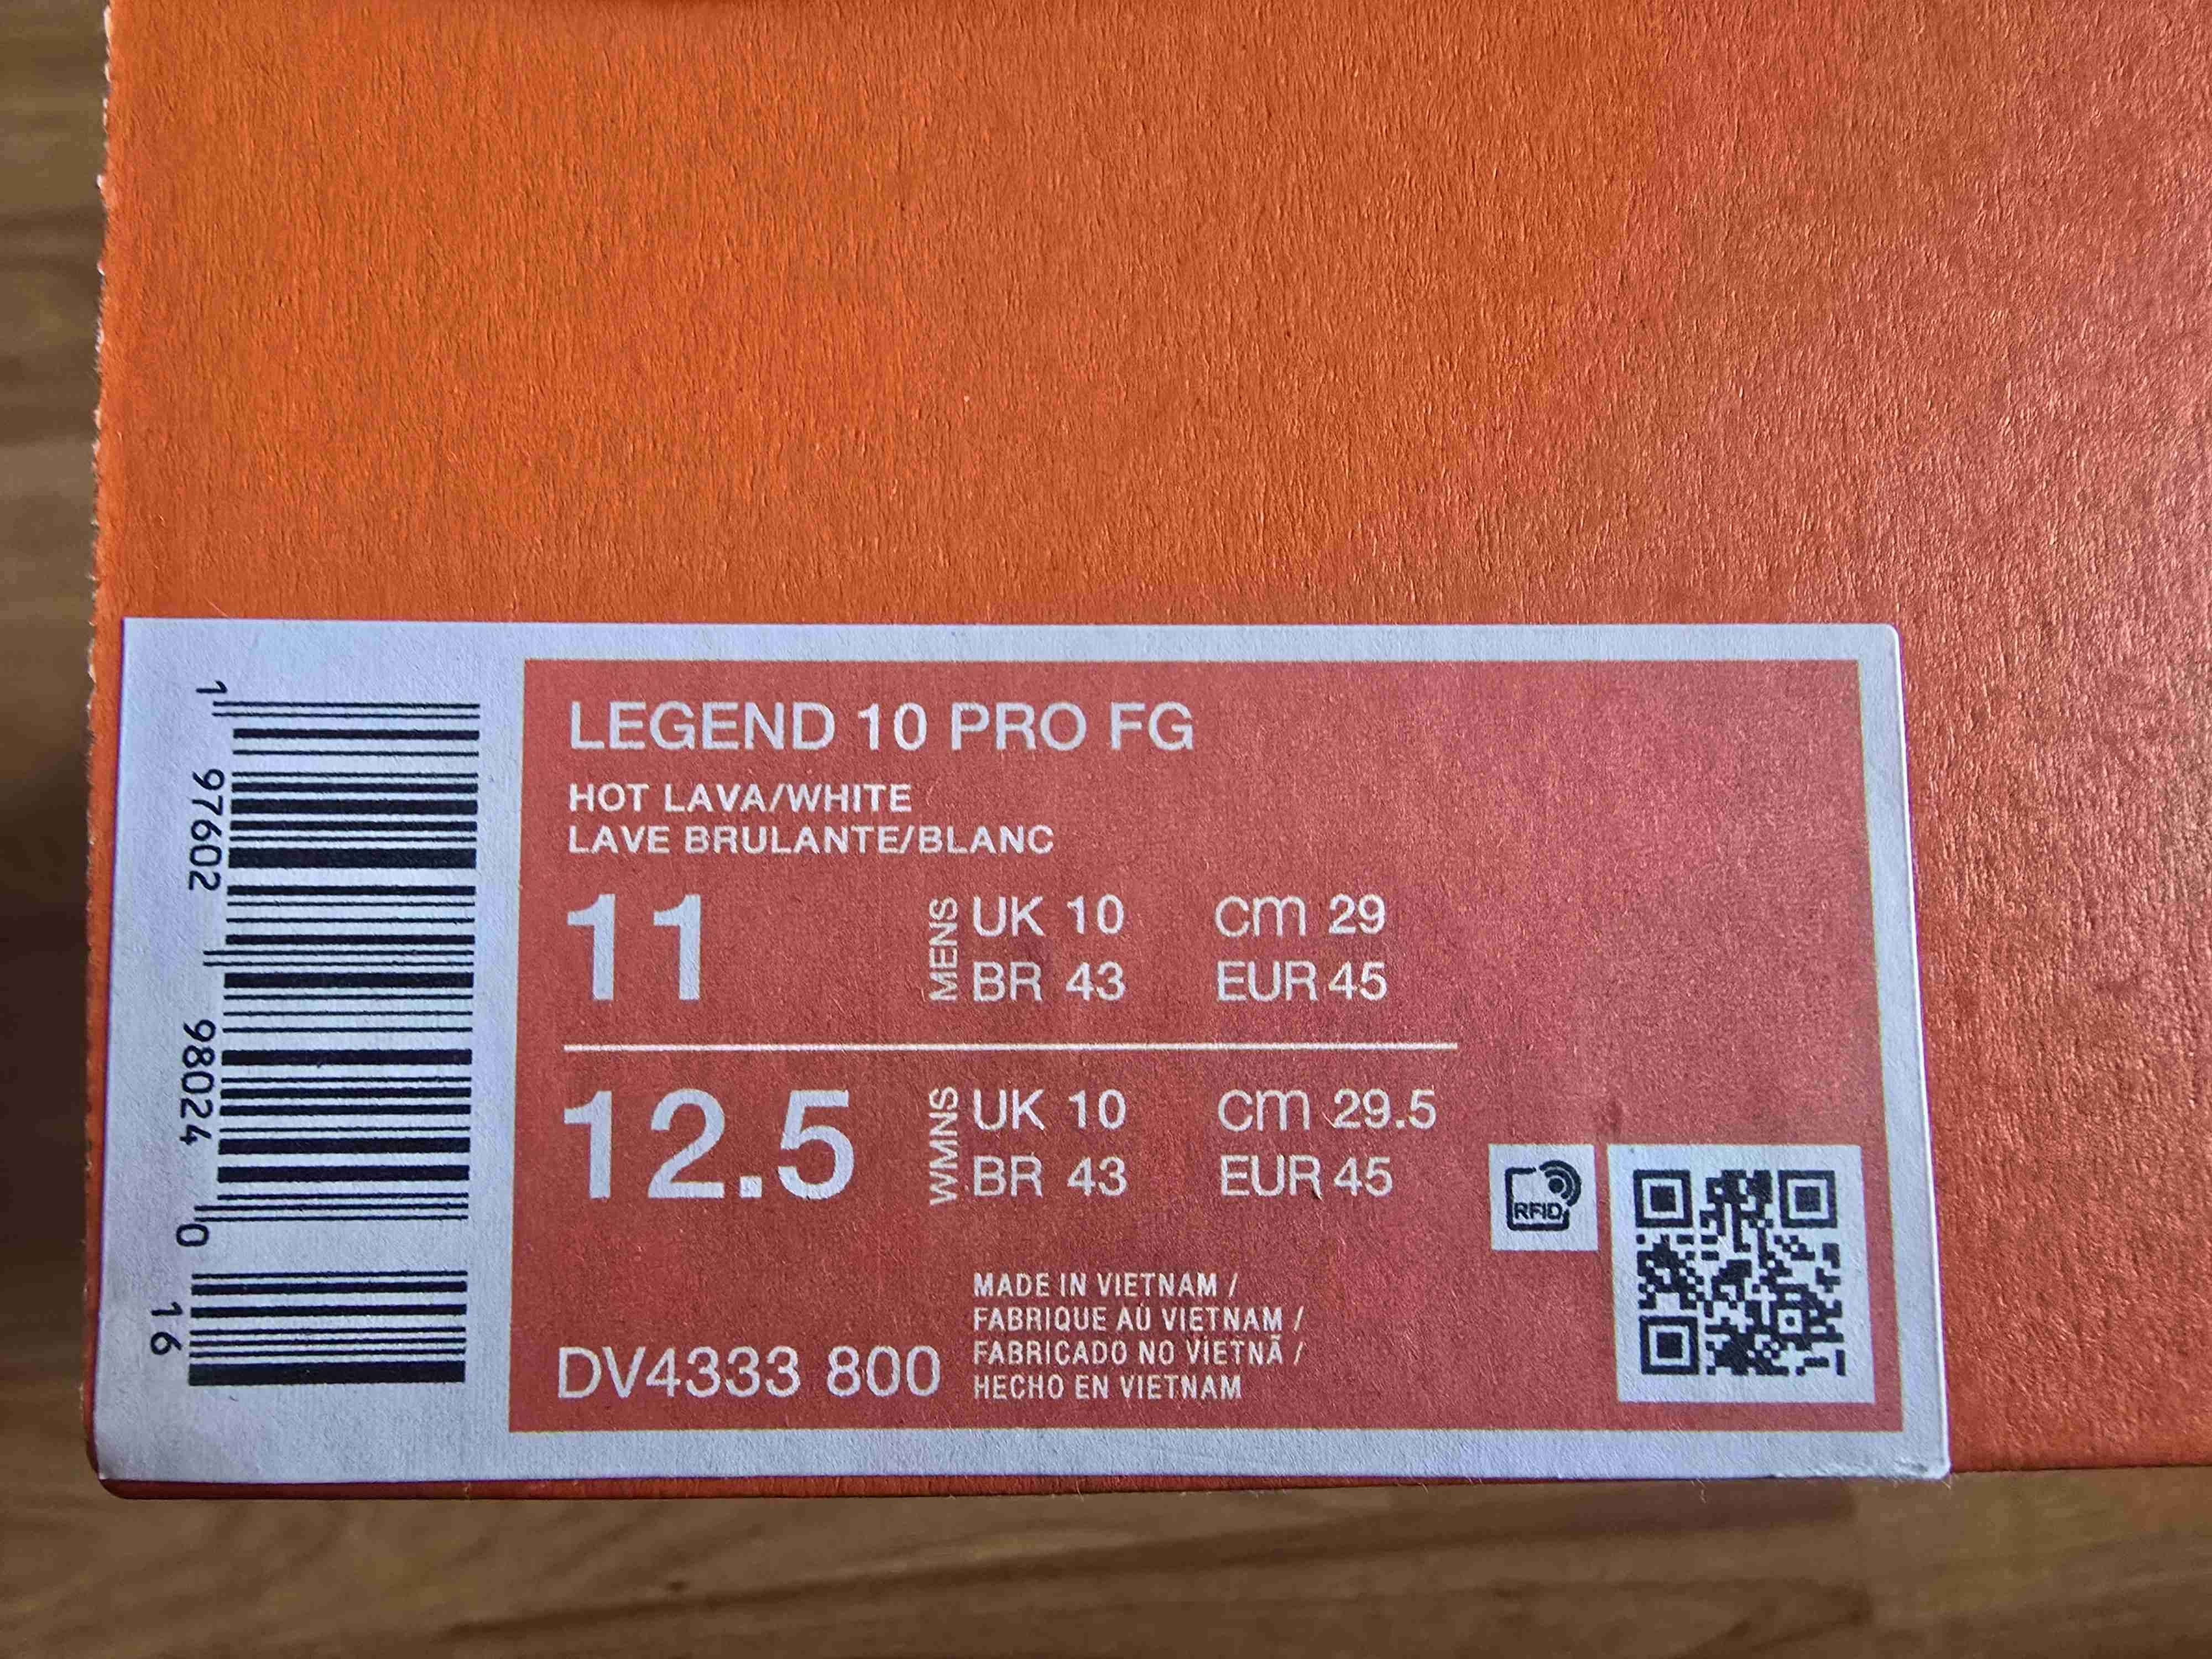 LEGEND 10 PRO FG
HOT LAVA/WHITE
LAVE BRULANTE/BLANC
11 MENS UK 10 cm 29
BR 43 EUR 45
12.5 WMNS UK 10 cm 29.5
BR 43 EUR 45
DV4333 800
MADE IN VIETNAM /
FABRIQUE AU VIETNAM /
FABRICADO NO VIETNÃ /
HECHO EN VIETNAM
RFID
1 97602 98024 0 16